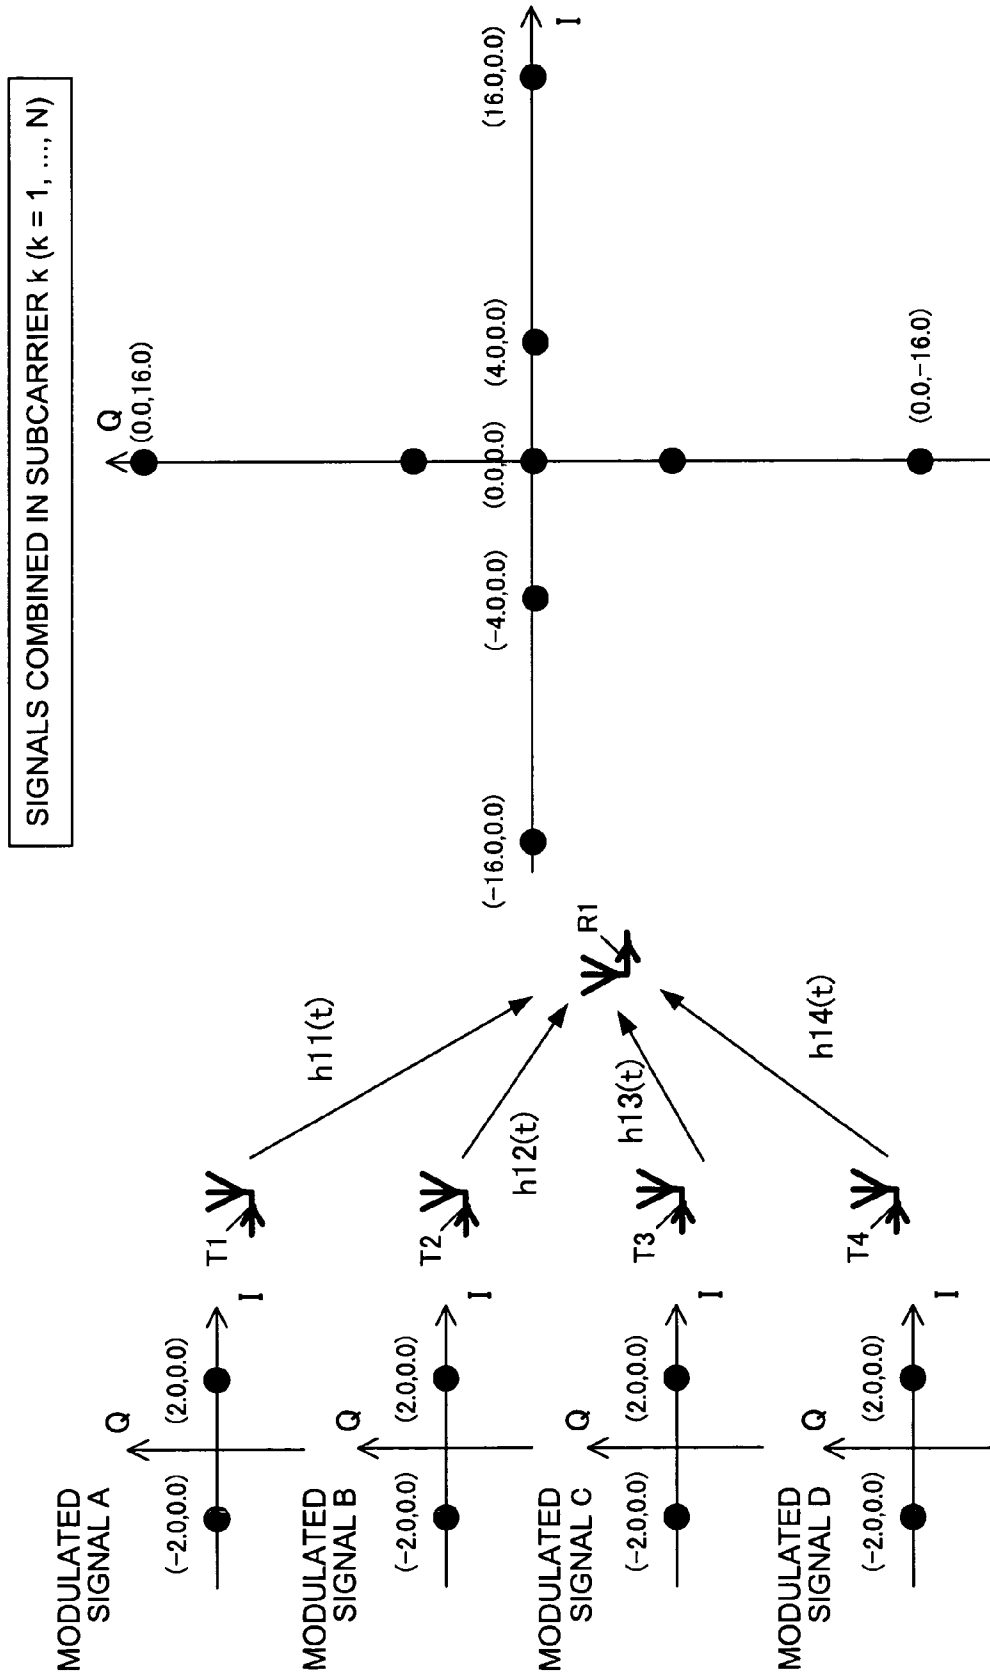 SIGNALS COMBINED IN SUBCARRIER k (k = 1, ..., N)
MODULATED
SIGNAL A
Q
(−2.0,0.0)
(2.0,0.0)
I
MODULATED
SIGNAL B
Q
(−2.0,0.0)
(2.0,0.0)
I
MODULATED
SIGNAL C
Q
(−2.0,0.0)
(2.0,0.0)
I
MODULATED
SIGNAL D
Q
(−2.0,0.0)
(2.0,0.0)
I
T1
T2
T3
T4
h11(t)
h12(t)
h13(t)
h14(t)
R1
Q
(0.0,16.0)
(−16.0,0.0)
(−4.0,0.0)
(0.0,0.0)
(4.0,0.0)
(16.0,0.0)
I
(0.0,−16.0)